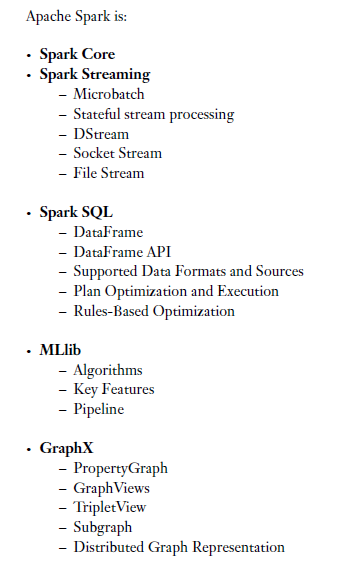 Apache Spark is:
• Spark Core
• Spark Streaming
– Microbatch
– Stateful stream processing
– DStream
– Socket Stream
– File Stream
• Spark SQL
– DataFrame
– DataFrame API
– Supported Data Formats and Sources
– Plan Optimization and Execution
– Rules-Based Optimization
• MLlib
– Algorithms
– Key Features
– Pipeline
• GraphX
– PropertyGraph
– GraphViews
– TripletView
– Subgraph
– Distributed Graph Representation